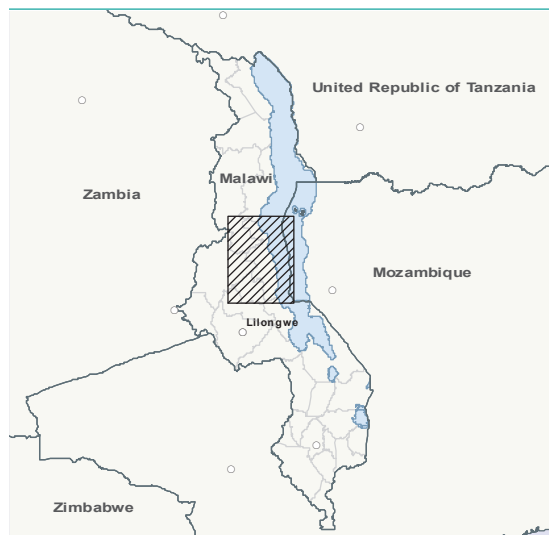 United Republic of Tanzania
Malawi
Zambia
Mozambique
Lilongwe
Zimbabwe